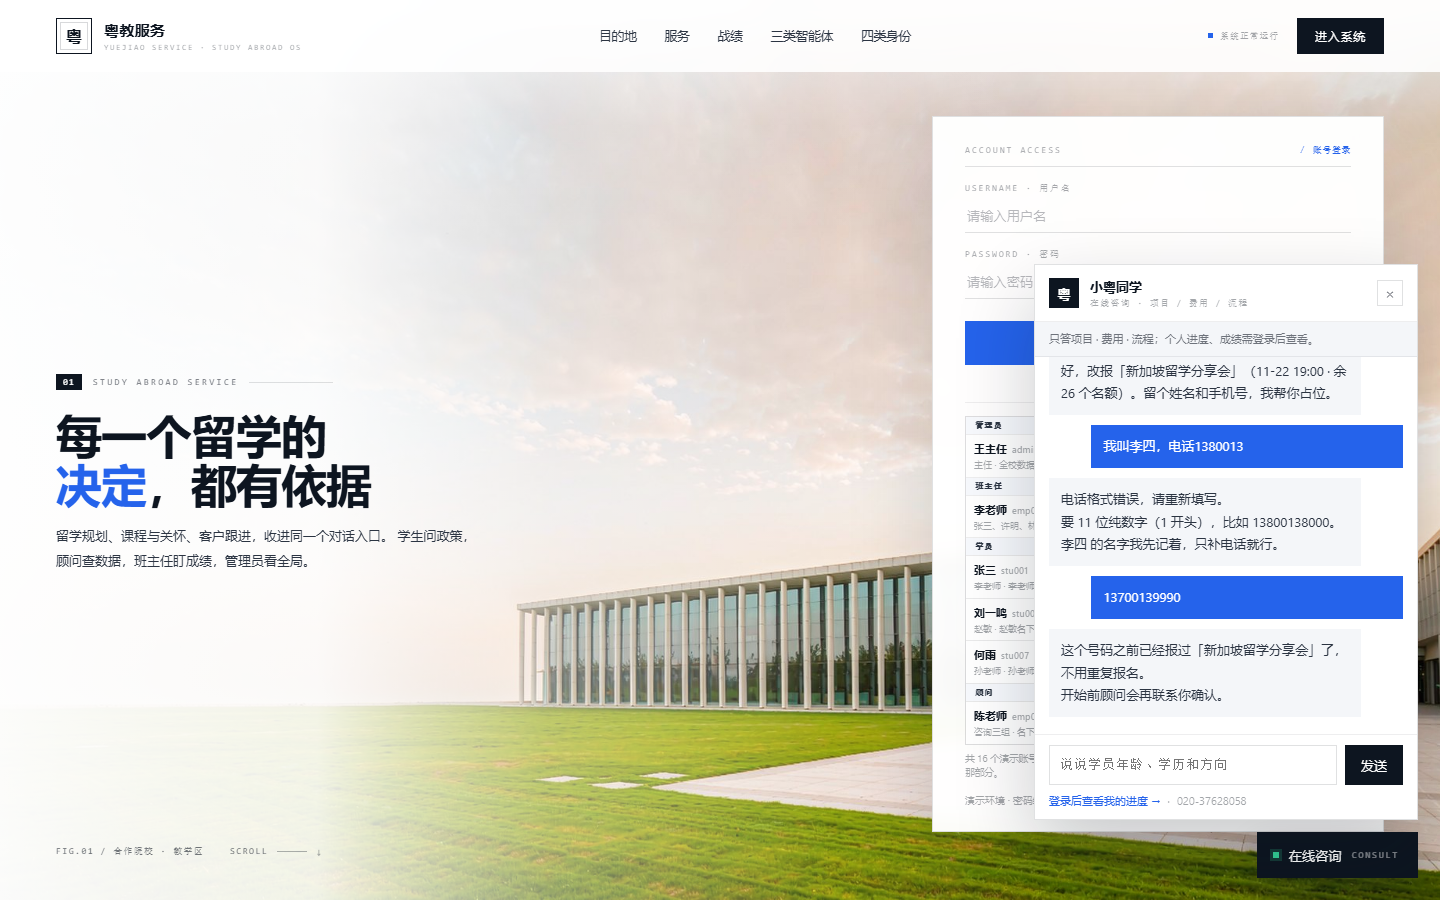 粤
粤教服务
YUEJIAO SERVICE · STUDY ABROAD OS
目的地 服务 战绩 三类智能体 四类身份
系统正常运行
进入系统
01 STUDY ABROAD SERVICE
每一个留学的
决定，都有依据
留学规划、课程与关怀、客户跟进，收进同一个对话入口。 学生问政策，
顾问查数据，班主任盯成绩，管理员看全局。
FIG.01 / 合作院校 · 教学区 SCROLL ↓
ACCOUNT ACCESS / 账号登录
USERNAME · 用户名
请输入用户名
PASSWORD · 密码
请输入密码
管理员
王主任
主任 · 全校数据
班主任
李老师
张三、许明、
学员
张三 stu001
李老师 · 李老师
刘一鸣
赵敏 · 赵敏名下
何雨 stu007
孙老师 · 孙老师
顾问
陈老师
咨询三组 · 名下
共 16 个演示账号
那部分。
演示环境 · 密码
粤
小粤同学
在线咨询 · 项目 / 费用 / 流程
×
只答项目 · 费用 · 流程；个人进度、成绩需登录后查看。
好，改报「新加坡留学分享会」（11-22 19:00 · 余
26 个名额）。留个姓名和手机号，我帮你占位。
我叫李四，电话1380013
电话格式错误，请重新填写。
要 11 位纯数字（1 开头），比如 13800138000。
李四 的名字我先记着，只补电话就行。
13700139990
这个号码之前已经报过「新加坡留学分享会」了，
不用重复报名。
开始前顾问会再联系你确认。
说说学员年龄、学历和方向
发送
登录后查看我的进度 → · 020-37628058
在线咨询 CONSULT